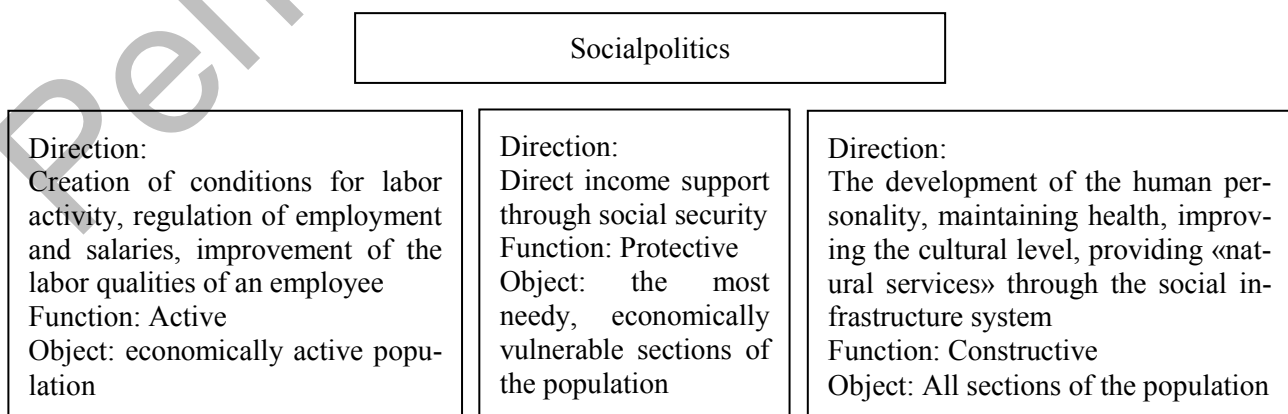 Socialpolitics
Direction:
Creation of conditions for labor
activity, regulation of employment
and salaries, improvement of the
labor qualities of an employee
Function: Active
Object: economically active popu-
lation
Direction:
Direct income support
through social security
Function: Protective
Object: the most
needy, economically
vulnerable sections of
the population
Direction:
The development of the human per-
sonality, maintaining health, improv-
ing the cultural level, providing «nat-
ural services» through the social in-
frastructure system
Function: Constructive
Object: All sections of the population